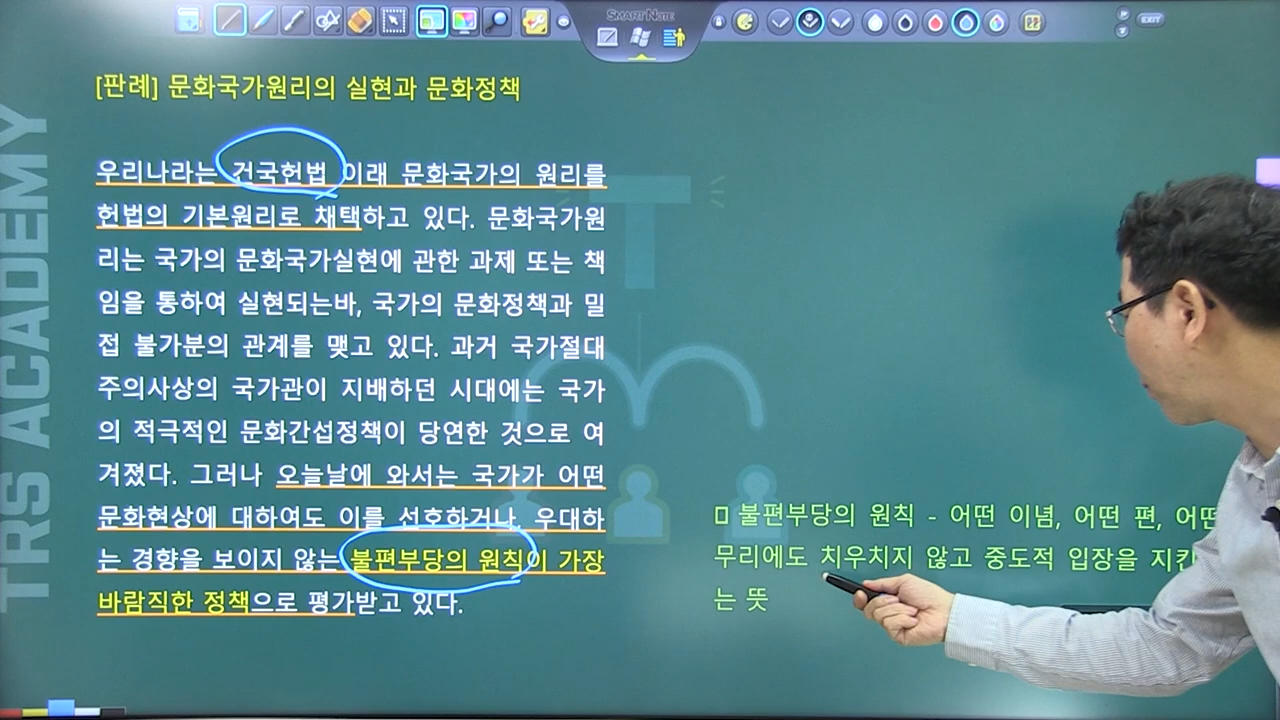 SMART NOTE
EXIT
[판례] 문화국가원리의 실현과 문화정책
우리나라는 건국헌법 이래 문화국가의 원리를
헌법의 기본원리로 채택하고 있다. 문화국가원
리는 국가의 문화국가실현에 관한 과제 또는 책
임을 통하여 실현되는바, 국가의 문화정책과 밀
접 불가분의 관계를 맺고 있다. 과거 국가절대
주의사상의 국가관이 지배하던 시대에는 국가
의 적극적인 문화간섭정책이 당연한 것으로 여
겨졌다. 그러나 오늘날에 와서는 국가가 어떤
문화현상에 대하여도 이를 선호하거나, 우대하
는 경향을 보이지 않는 불편부당의 원칙이 가장
바람직한 정책으로 평가받고 있다.
□ 불편부당의 원칙 - 어떤 이념, 어떤 편, 어떤
무리에도 치우치지 않고 중도적 입장을 지킨
는 뜻
TRS ACADEMY